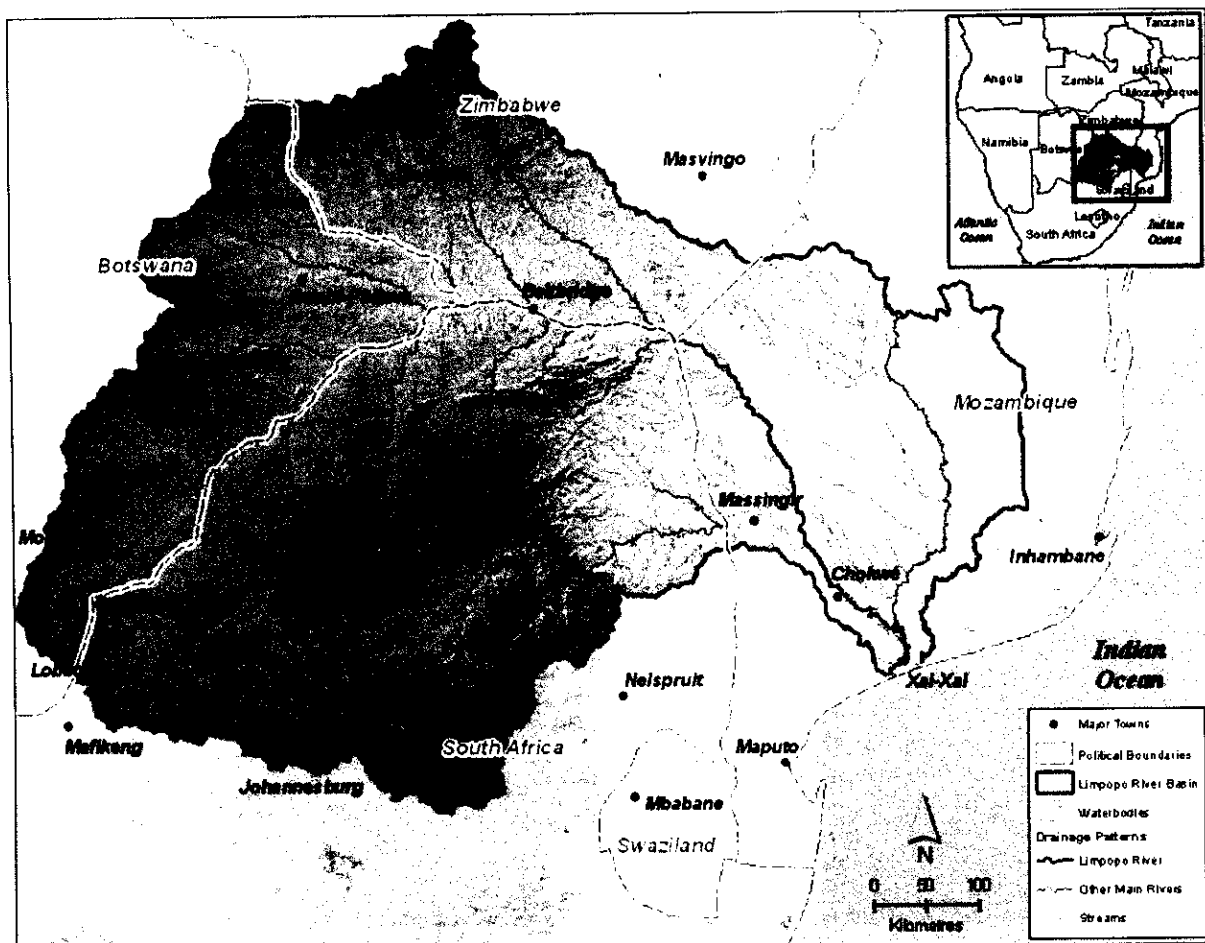 Tanzania
Angola
Zambia
Malawi
Mozambique
Zimbabwe
Namibia
Botswana
Swaziland
Lesotho
South Africa
Atlantic
Ocean
Indian
Ocean
Zimbabwe
Masvingo
Botswana
Mozambique
Massingir
Inhambane
Chokwe
Xai-Xai
Indian
Ocean
Nelspruit
Mafikeng
South Africa
Johannesburg
Maputo
Mbabane
Swaziland
N
0 50 100
Kilometres
Major Towns
Political Boundaries
Limpopo River Basin
Waterbodies
Drainage Patterns
Limpopo River
Other Main Rivers
Streams